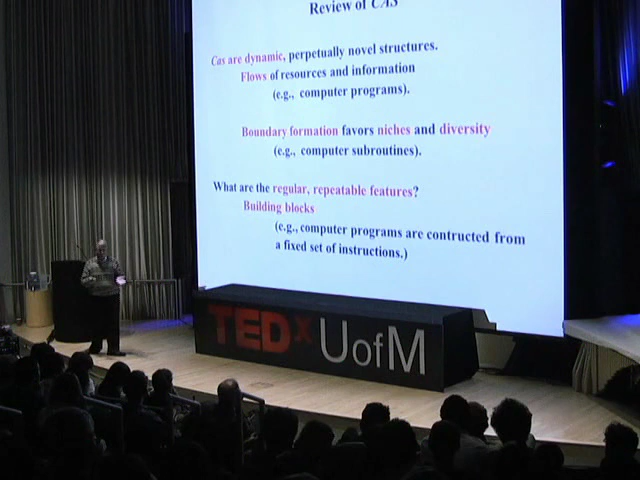 Review of CAS
Cas are dynamic, perpetually novel structures.
Flows of resources and information
(e.g., computer programs).
Boundary formation favors niches and diversity
(e.g., computer subroutines).
What are the regular, repeatable features?
Building blocks
(e.g., computer programs are contructed from
a fixed set of instructions.)
TEDxUofM